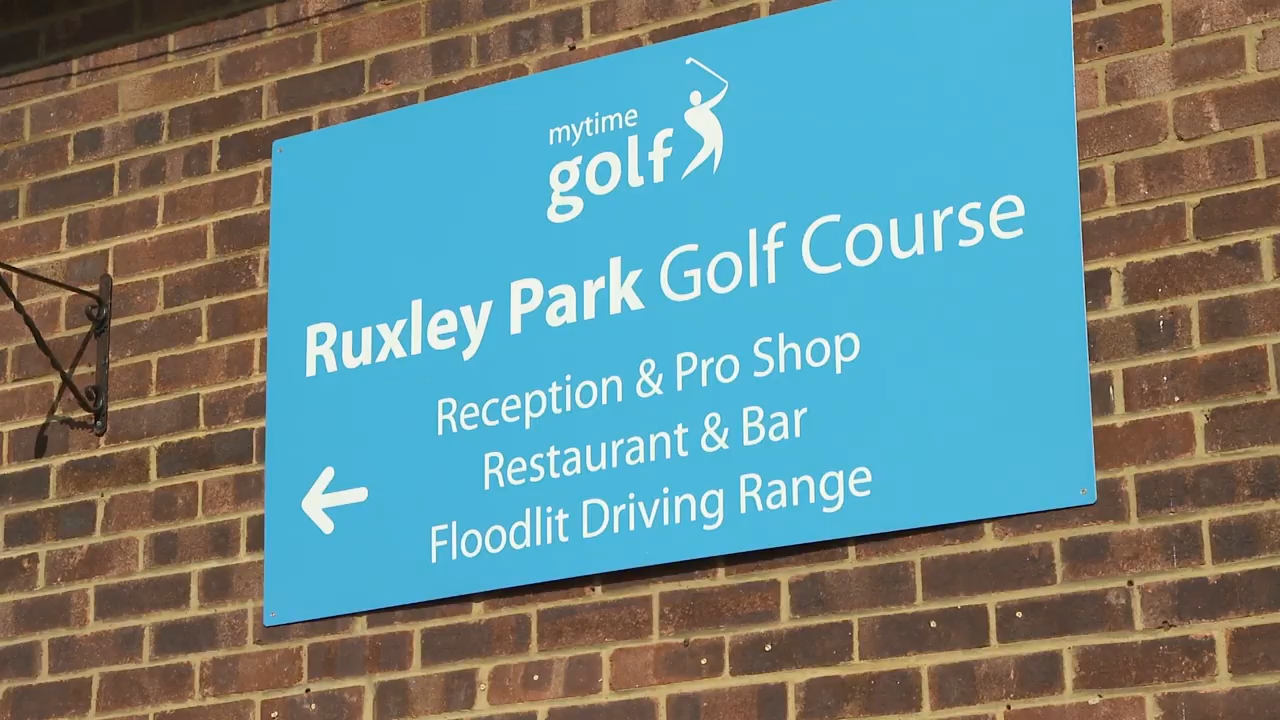 mytime
golf
Ruxley Park Golf Course
Reception & Pro Shop
Restaurant & Bar
Floodlit Driving Range